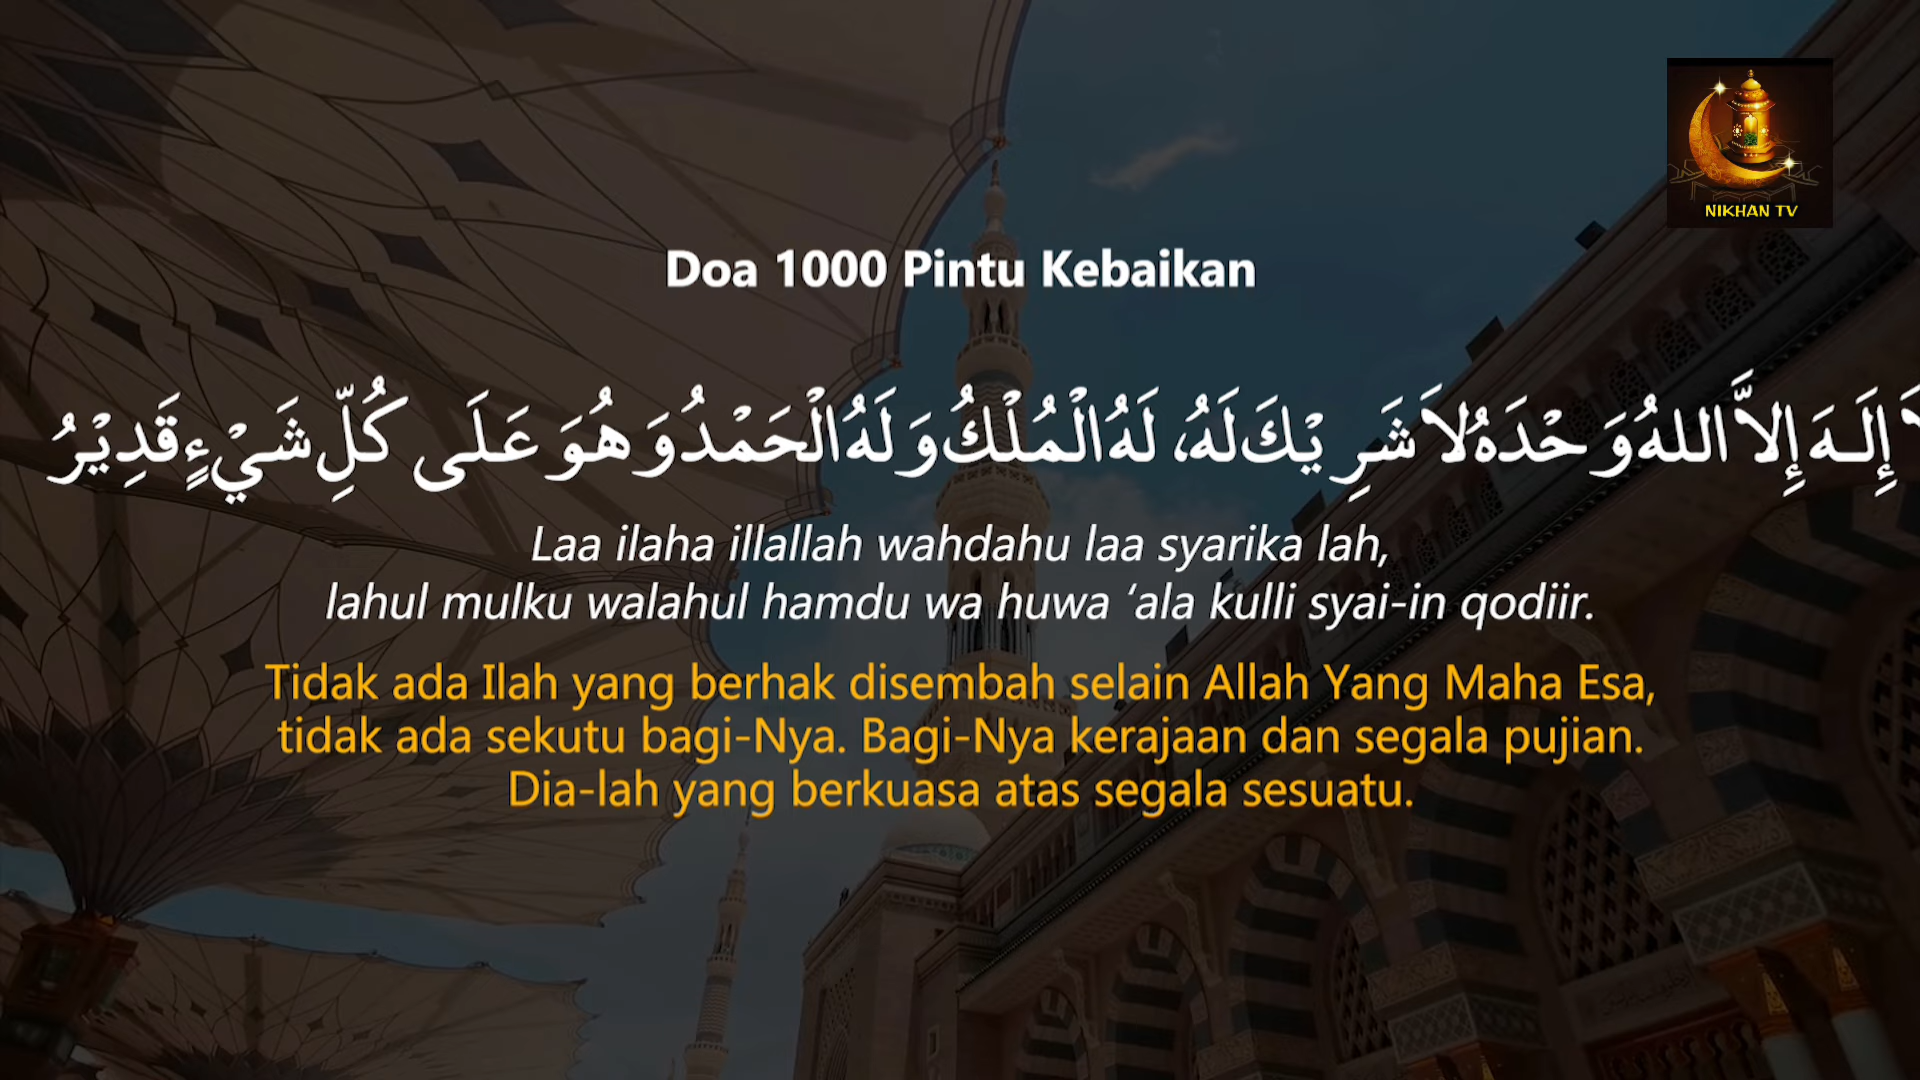 NIKHAN TV
Doa 1000 Pintu Kebaikan
لاَ إِلَـهَ إِلاَّ اللهُ وَحْدَهُ لاَ شَرِيْكَ لَهُ، لَهُ الْمُلْكُ وَلَهُ الْحَمْدُ وَهُوَ عَلَى كُلِّ شَيْءٍ قَدِيْرُ
Laa ilaha illallah wahdahu laa syarika lah,
lahul mulku walahul hamdu wa huwa ‘ala kulli syai-in qodiir.
Tidak ada Ilah yang berhak disembah selain Allah Yang Maha Esa,
tidak ada sekutu bagi-Nya. Bagi-Nya kerajaan dan segala pujian.
Dia-lah yang berkuasa atas segala sesuatu.